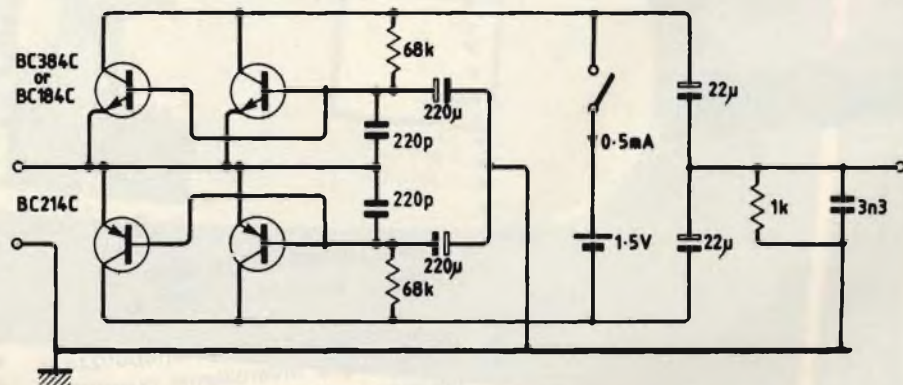 BC384C
or
BC184C
68k
220µ
220p
22µ
0·5mA
BC214C
220p
1k
3n3
1·5V
22µ
220µ
68k